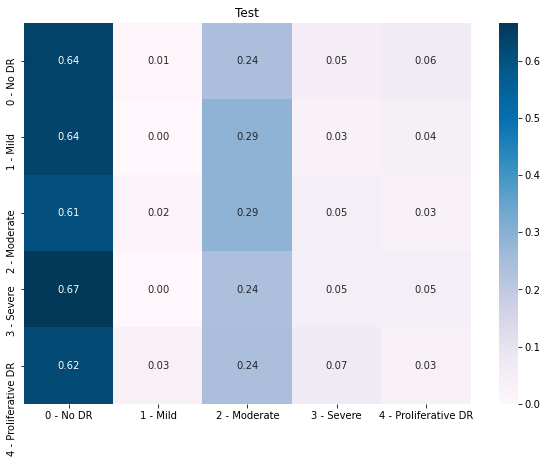 Test
0 - No DR
0.64 0.01 0.24 0.05 0.06
1 - Mild
0.64 0.00 0.29 0.03 0.04
2 - Moderate
0.61 0.02 0.29 0.05 0.03
3 - Severe
0.67 0.00 0.24 0.05 0.05
4 - Proliferative DR
0.62 0.03 0.24 0.07 0.03
0 - No DR 1 - Mild 2 - Moderate 3 - Severe 4 - Proliferative DR
0.6
0.5
0.4
0.3
0.2
0.1
0.0